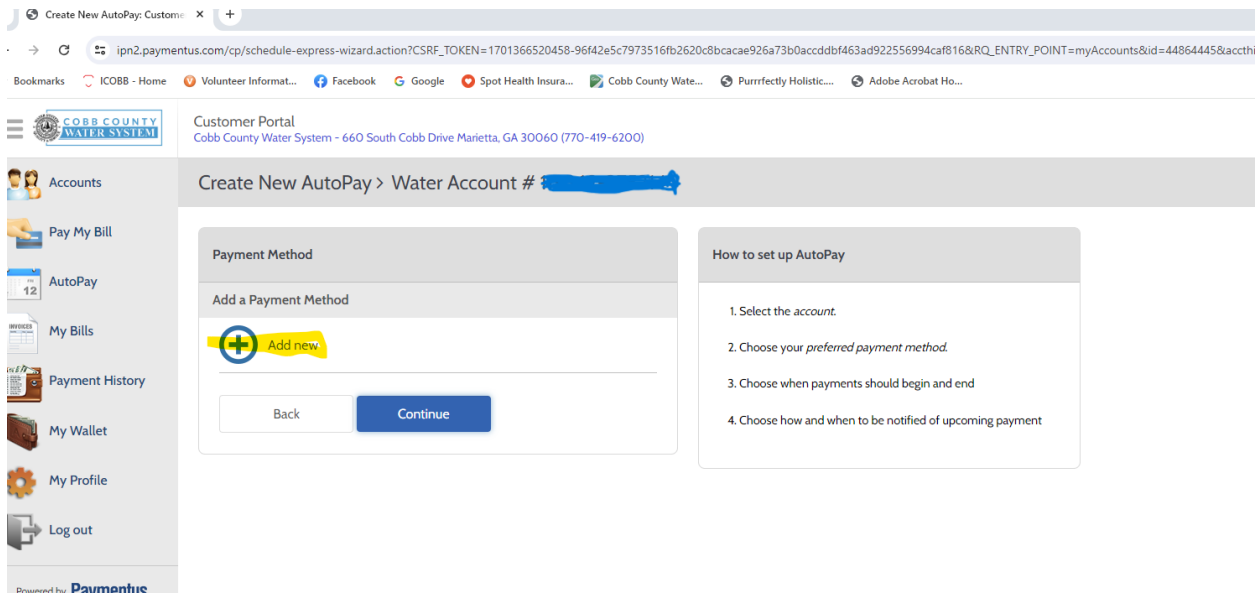 Create New AutoPay: Custome
ipn2.paymentus.com/cp/schedule-express-wizard.action?CSRF_TOKEN=1701366520458-96f42e5c7973516fb2620c8bcacae926a73b0accddbf463ad922556994caf816&RQ_ENTRY_POINT=myAccounts&id=44864445&accthi
Bookmarks ICOBB - Home Volunteer Informat... Facebook Google Spot Health Insura... Cobb County Wate... Purrrfectly Holistic.... Adobe Acrobat Ho...
COBB COUNTY
WATER SYSTEM
Customer Portal
Cobb County Water System - 660 South Cobb Drive Marietta, GA 30060 (770-419-6200)
Accounts
Pay My Bill
12
AutoPay
INVOICES
My Bills
Payment History
My Wallet
My Profile
Log out
Powered by Paymentus
Create New AutoPay > Water Account #
Payment Method
Add a Payment Method
Add new
Back Continue
How to set up AutoPay
1. Select the account.
2. Choose your preferred payment method.
3. Choose when payments should begin and end
4. Choose how and when to be notified of upcoming payment